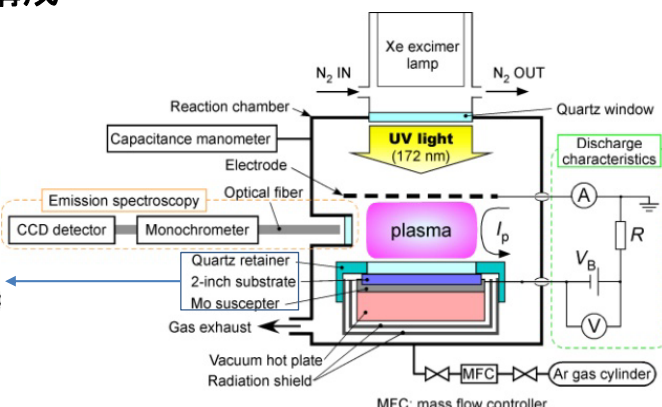 Xe excimer
lamp
N2 IN
N2 OUT
Reaction chamber
Quartz window
Capacitance manometer
UV light
(172 nm)
Discharge
characteristics
Electrode
Emission spectroscopy
Optical fiber
A
CCD detector
Monochrometer
plasma
Ip
R
Quartz retainer
VB
2-inch substrate
Mo suscepter
V
Gas exhaust
Vacuum hot plate
Radiation shield
MFC
Ar gas cylinder
MFC: mass flow controller